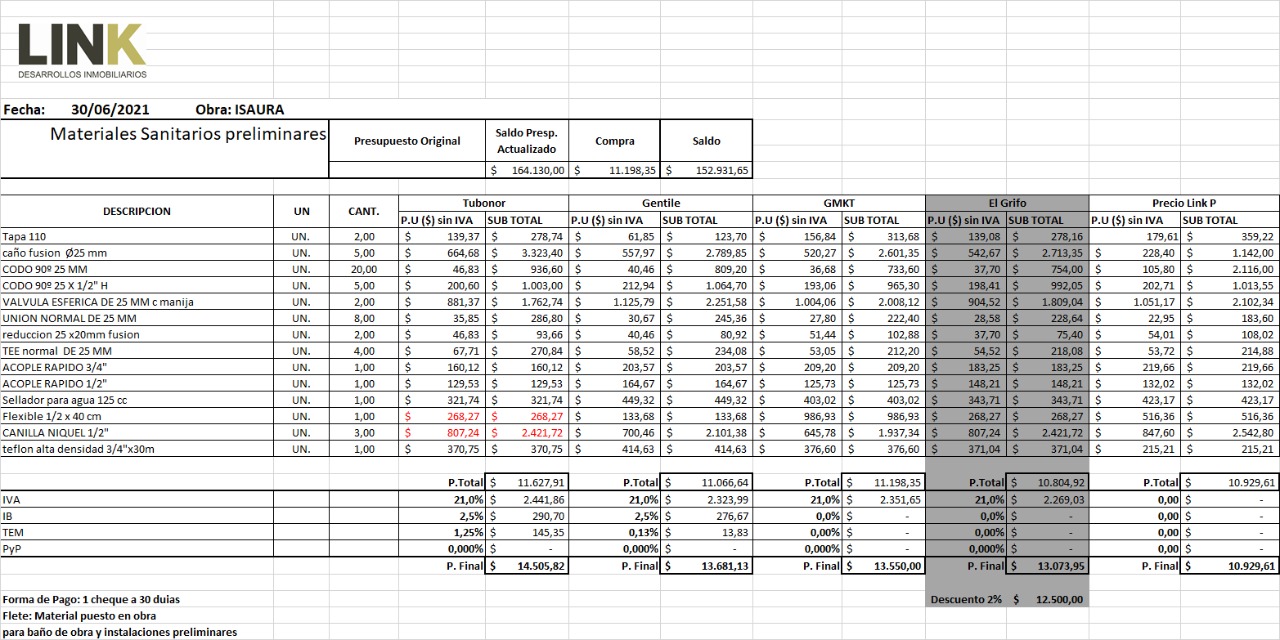 LINK
DESARROLLOS INMOBILIARIOS
Fecha: 30/06/2021 Obra: ISAURA
Materiales Sanitarios preliminares Presupuesto Original Saldo Presp. Actualizado Compra Saldo
$ 164.130,00 $ 11.198,35 $ 152.931,65
DESCRIPCION UN CANT. Tubonor Gentile GMKT El Grifo Precio Link P
P.U ($) sin IVA SUB TOTAL P.U ($) sin IVA SUB TOTAL P.U ($) sin IVA SUB TOTAL P.U ($) sin IVA SUB TOTAL P.U ($) sin IVA SUB TOTAL
Tapa 110 UN. 2,00 $ 139,37 $ 278,74 $ 61,85 $ 123,70 $ 156,84 $ 313,68 $ 139,08 $ 278,16 179,61 $ 359,22
caño fusion Ø25 mm UN. 5,00 $ 664,68 $ 3.323,40 $ 557,97 $ 2.789,85 $ 520,27 $ 2.601,35 $ 542,67 $ 2.713,35 $ 228,40 $ 1.142,00
CODO 90º 25 MM UN. 20,00 $ 46,83 $ 936,60 $ 40,46 $ 809,20 $ 36,68 $ 733,60 $ 37,70 $ 754,00 $ 105,80 $ 2.116,00
CODO 90º 25 X 1/2" H UN. 5,00 $ 200,60 $ 1.003,00 $ 212,94 $ 1.064,70 $ 193,06 $ 965,30 $ 198,41 $ 992,05 $ 202,71 $ 1.013,55
VALVULA ESFERICA DE 25 MM c manija UN. 2,00 $ 881,37 $ 1.762,74 $ 1.125,79 $ 2.251,58 $ 1.004,06 $ 2.008,12 $ 904,52 $ 1.809,04 $ 1.051,17 $ 2.102,34
UNION NORMAL DE 25 MM UN. 8,00 $ 35,85 $ 286,80 $ 30,67 $ 245,36 $ 27,80 $ 222,40 $ 28,58 $ 228,64 $ 22,95 $ 183,60
reduccion 25 x20mm fusion UN. 2,00 $ 46,83 $ 93,66 $ 40,46 $ 80,92 $ 51,44 $ 102,88 $ 37,70 $ 75,40 $ 54,01 $ 108,02
TEE normal DE 25 MM UN. 4,00 $ 67,71 $ 270,84 $ 58,52 $ 234,08 $ 53,05 $ 212,20 $ 54,52 $ 218,08 $ 53,72 $ 214,88
ACOPLE RAPIDO 3/4" UN. 1,00 $ 160,12 $ 160,12 $ 203,57 $ 203,57 $ 209,20 $ 209,20 $ 183,25 $ 183,25 $ 219,66 $ 219,66
ACOPLE RAPIDO 1/2" UN. 1,00 $ 129,53 $ 129,53 $ 164,67 $ 164,67 $ 125,73 $ 125,73 $ 148,21 $ 148,21 $ 132,02 $ 132,02
Sellador para agua 125 cc UN. 1,00 $ 321,74 $ 321,74 $ 449,32 $ 449,32 $ 403,02 $ 403,02 $ 343,71 $ 343,71 $ 423,17 $ 423,17
Flexible 1/2 x 40 cm UN. 1,00 $ 268,27 $ 268,27 $ 133,68 $ 133,68 $ 986,93 $ 986,93 $ 268,27 $ 268,27 $ 516,36 $ 516,36
CANILLA NIQUEL 1/2" UN. 3,00 $ 807,24 $ 2.421,72 $ 700,46 $ 2.101,38 $ 645,78 $ 1.937,34 $ 807,24 $ 2.421,72 $ 847,60 $ 2.542,80
teflon alta densidad 3/4"x30m UN. 1,00 $ 370,75 $ 370,75 $ 414,63 $ 414,63 $ 376,60 $ 376,60 $ 371,04 $ 371,04 $ 215,21 $ 215,21
P.Total $ 11.627,91 P.Total $ 11.066,64 P.Total $ 11.198,35 P.Total $ 10.804,92 P.Total $ 10.929,61
IVA 21,0% $ 2.441,86 21,0% $ 2.323,99 21,0% $ 2.351,65 21,0% $ 2.269,03 0,00 $ -
IB 2,5% $ 290,70 2,5% $ 276,67 0,0% $ - 0,0% $ - 0,00 $ -
TEM 1,25% $ 145,35 0,13% $ 13,83 0,00% $ - 0,00% $ - 0,00 $ -
PyP 0,000% $ - 0,000% $ - 0,000% $ - 0,000% $ - 0,00 $ -
P. Final $ 14.505,82 P. Final $ 13.681,13 P. Final $ 13.550,00 P. Final $ 13.073,95 P. Final $ 10.929,61
Forma de Pago: 1 cheque a 30 duias Descuento 2% $ 12.500,00
Flete: Material puesto en obra
para baño de obra y instalaciones preliminares